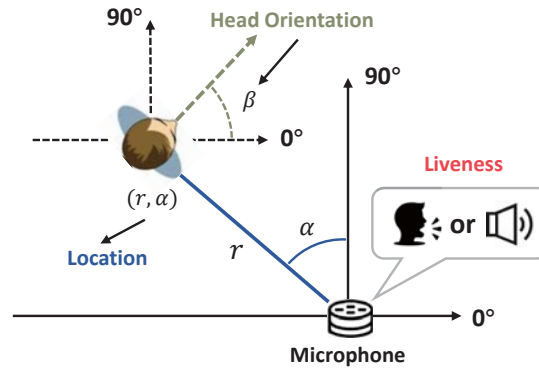 90°
Head Orientation
β
0°
90°
(r, α)
Location
r
α
Liveness
or
0°
Microphone